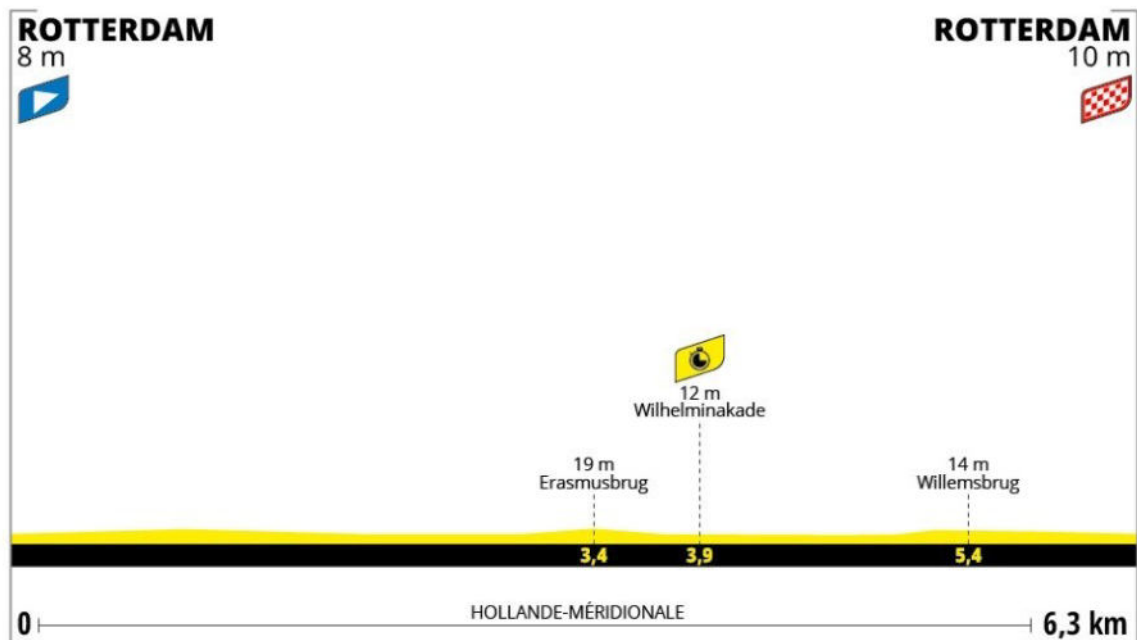 ROTTERDAM
8 m
ROTTERDAM
10 m
12 m
Wilhelminakade
19 m
Erasmusbrug
14 m
Willemsbrug
3,4
3,9
5,4
HOLLANDE-MÉRIDIONALE
0
6,3 km